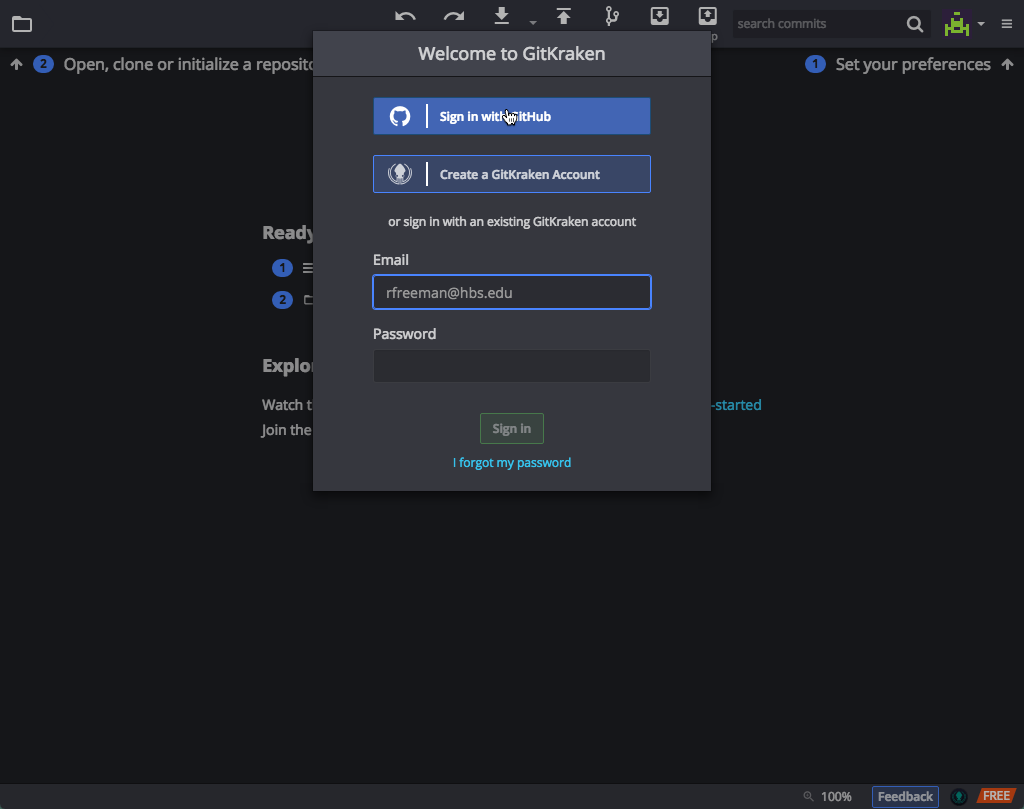 search commits
p
Welcome to GitKraken
2 Open, clone or initialize a reposito
1 Set your preferences
Sign in with GitHub
Create a GitKraken Account
or sign in with an existing GitKraken account
Ready
Email
1
rfreeman@hbs.edu
2
Password
Explo
Watch t
-started
Join the
Sign in
I forgot my password
100%
Feedback
FREE